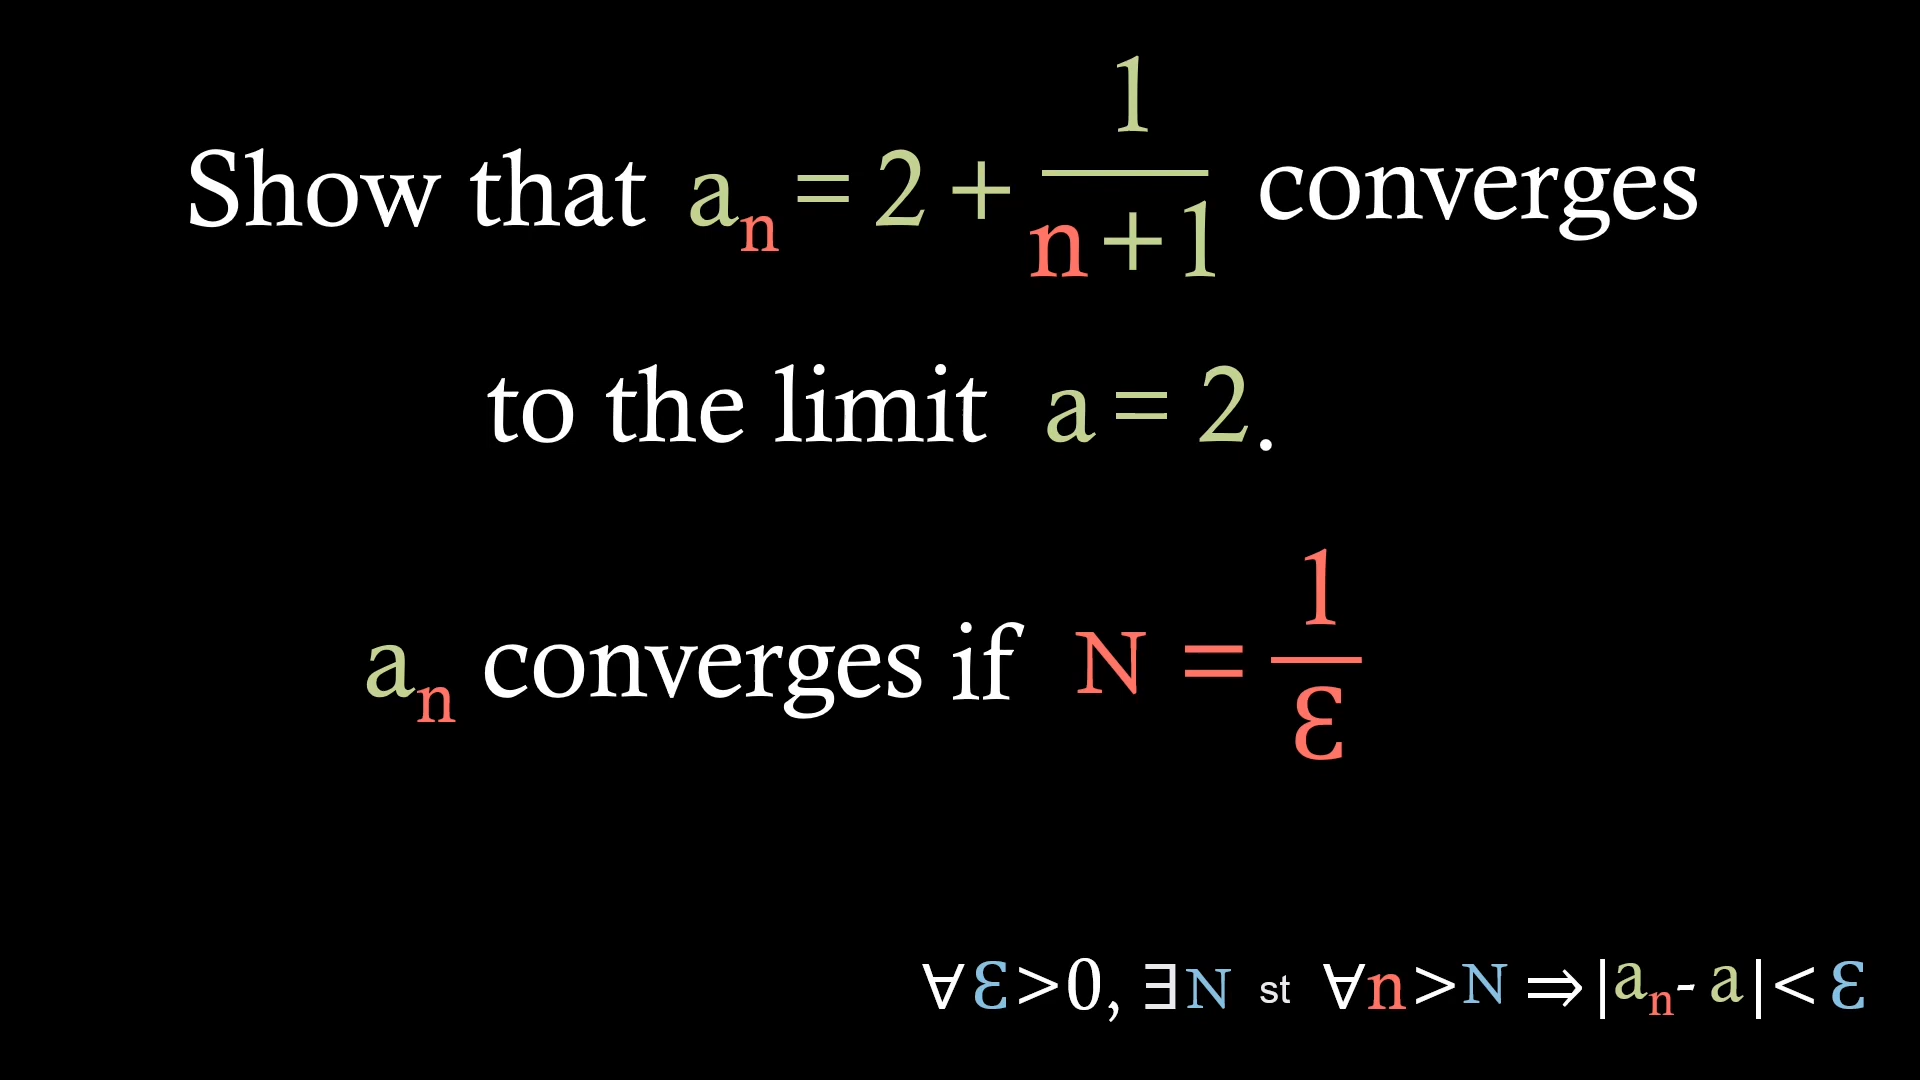 Show that aₙ = 2 + 1/(n+1) converges
to the limit a = 2.
aₙ converges if N = 1/ε
∀ε>0, ∃N st ∀n>N ⇒ |aₙ - a| < ε